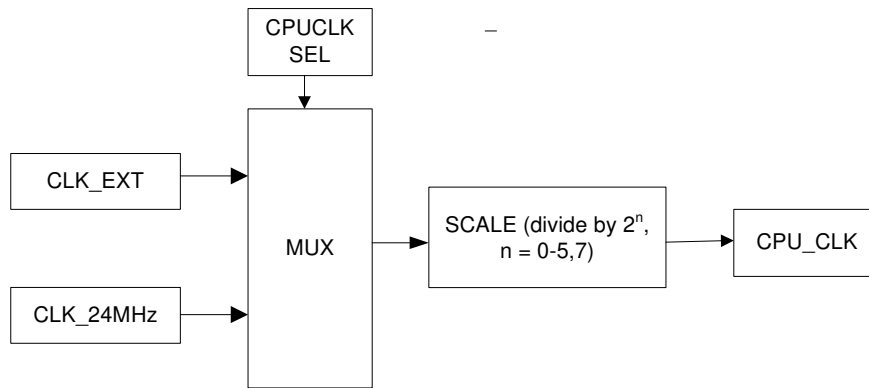 CPUCLK
SEL
_
CLK_EXT
MUX
SCALE (divide by 2ⁿ,
n = 0-5,7)
CPU_CLK
CLK_24MHz